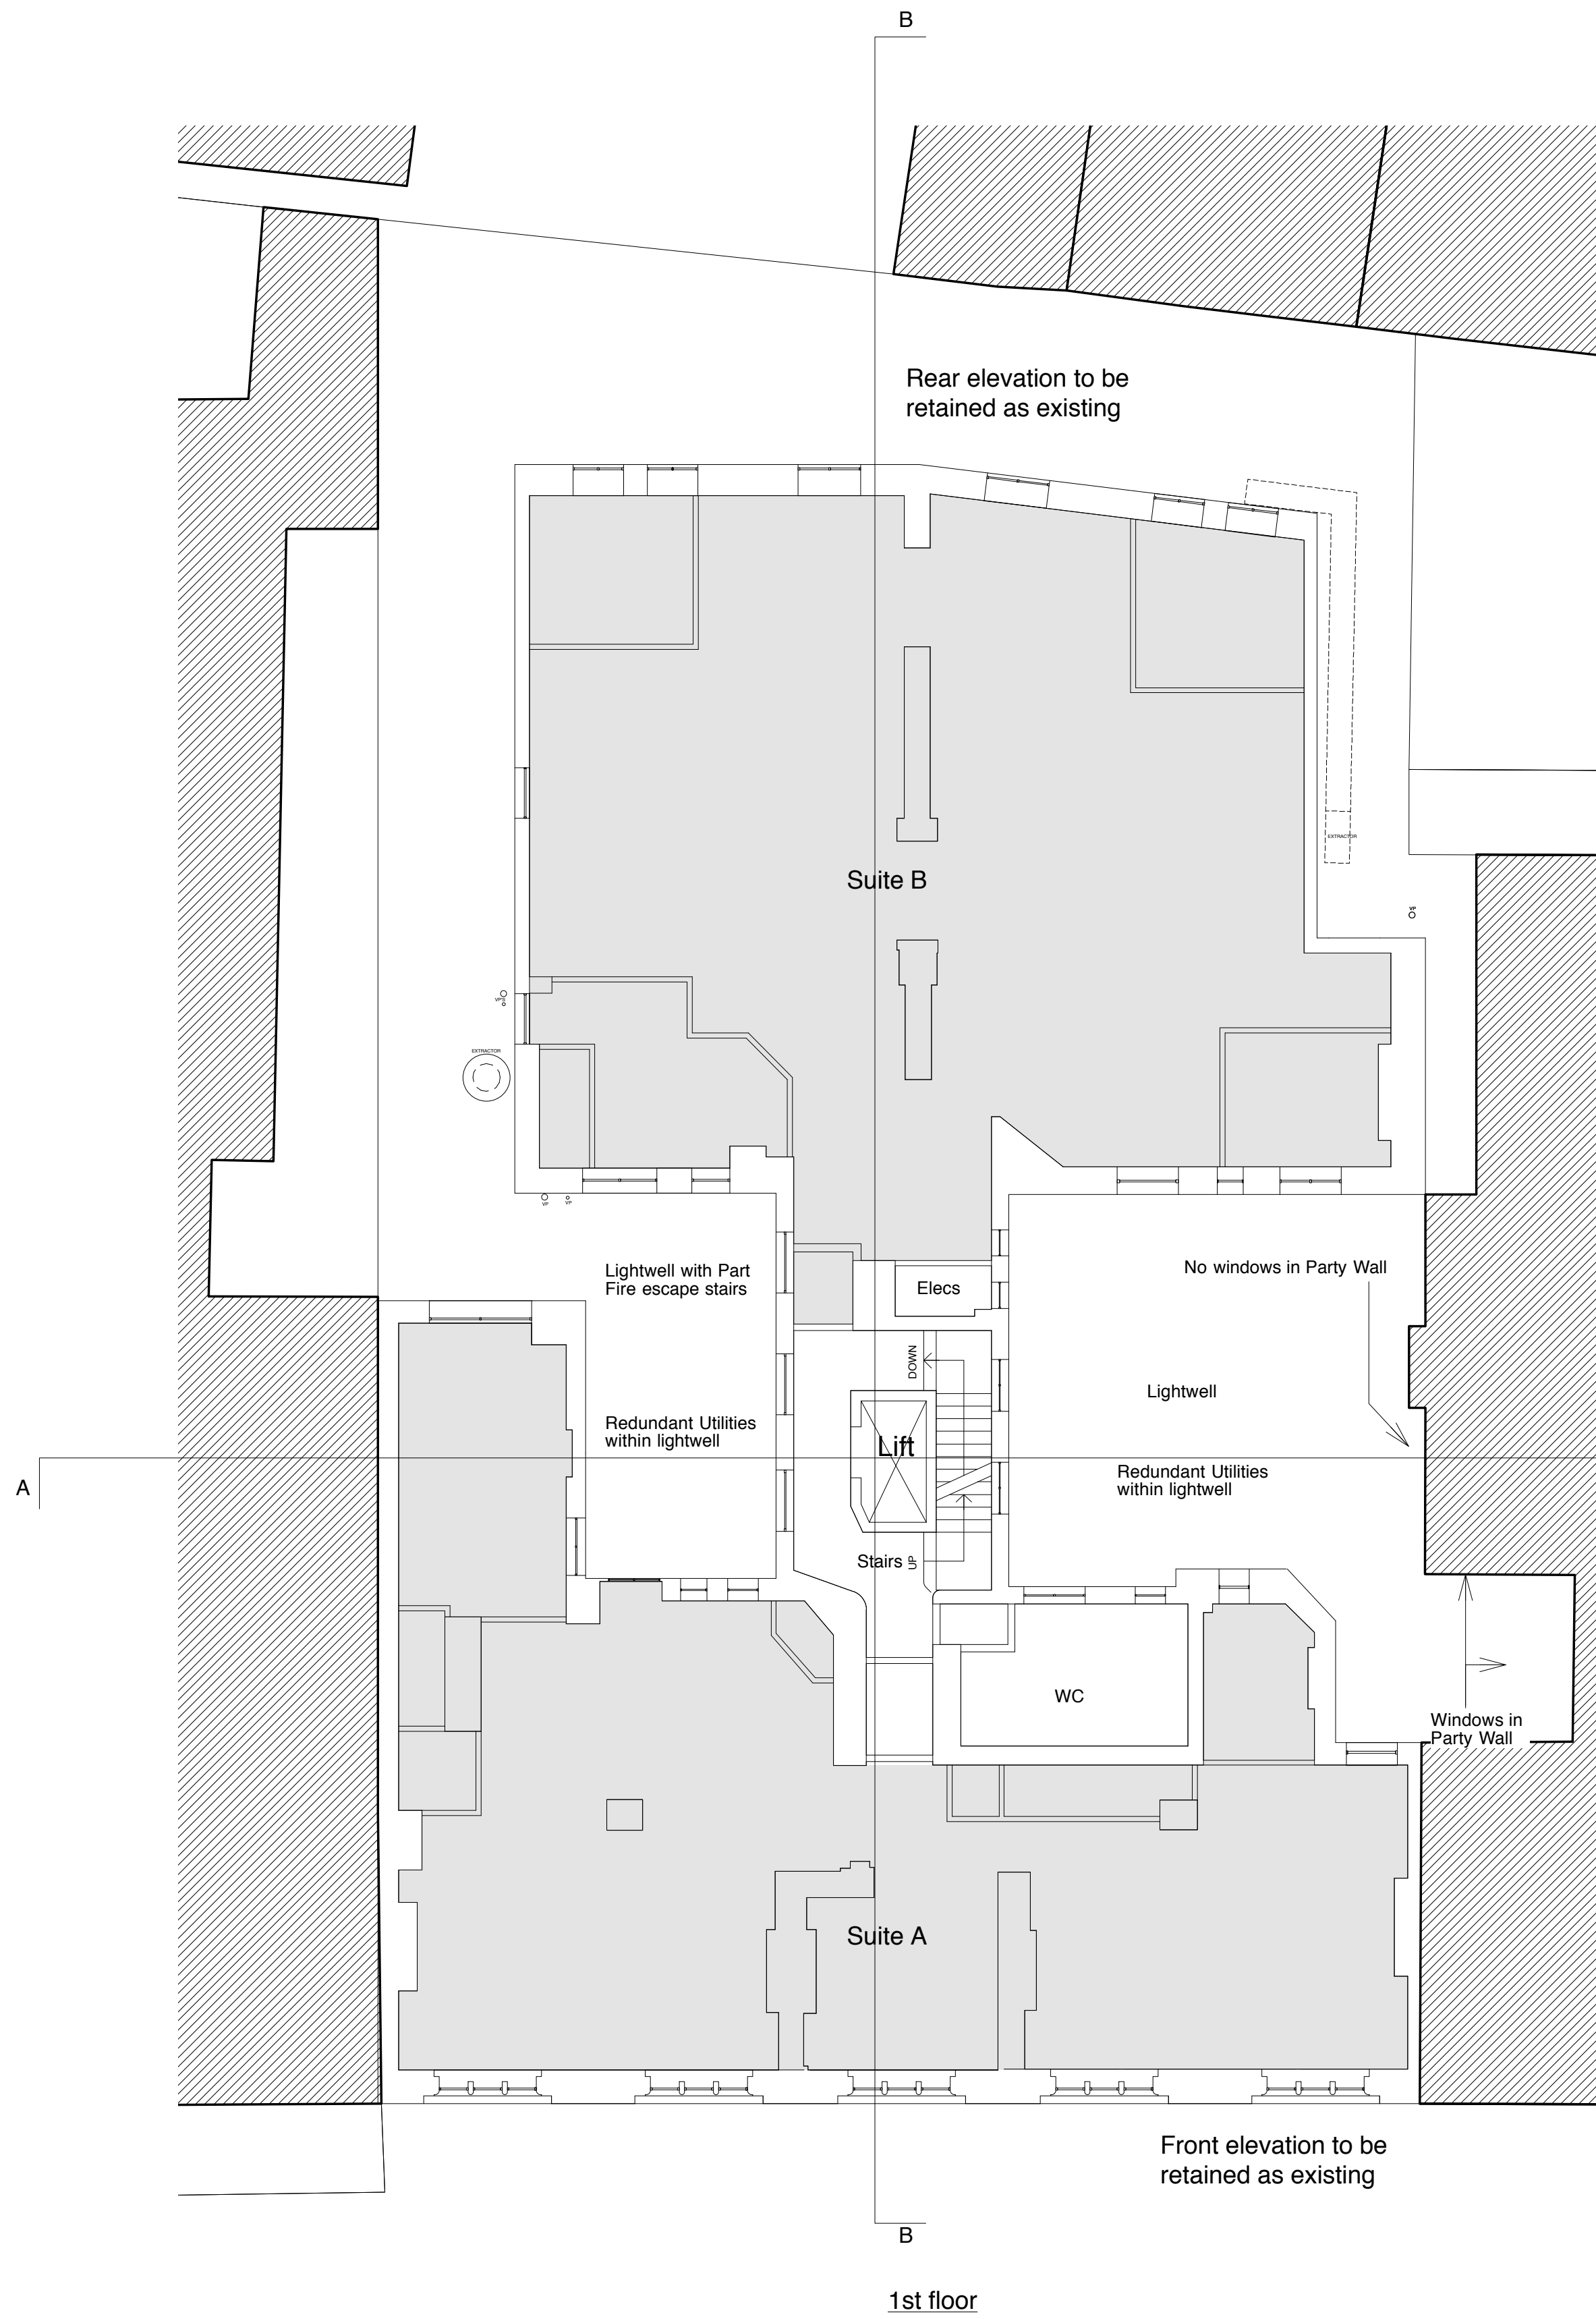 B
Rear elevation to be
retained as existing
EXTRACTOR
Suite B
VP
VP'S
EXTRACTOR
VP
VP
Lightwell with Part
Fire escape stairs
Elecs
No windows in Party Wall
DOWN
Lightwell
Redundant Utilities
within lightwell
Lift
A
Redundant Utilities
within lightwell
Stairs
UP
WC
Windows in
Party Wall
Suite A
Front elevation to be
retained as existing
B
1st floor